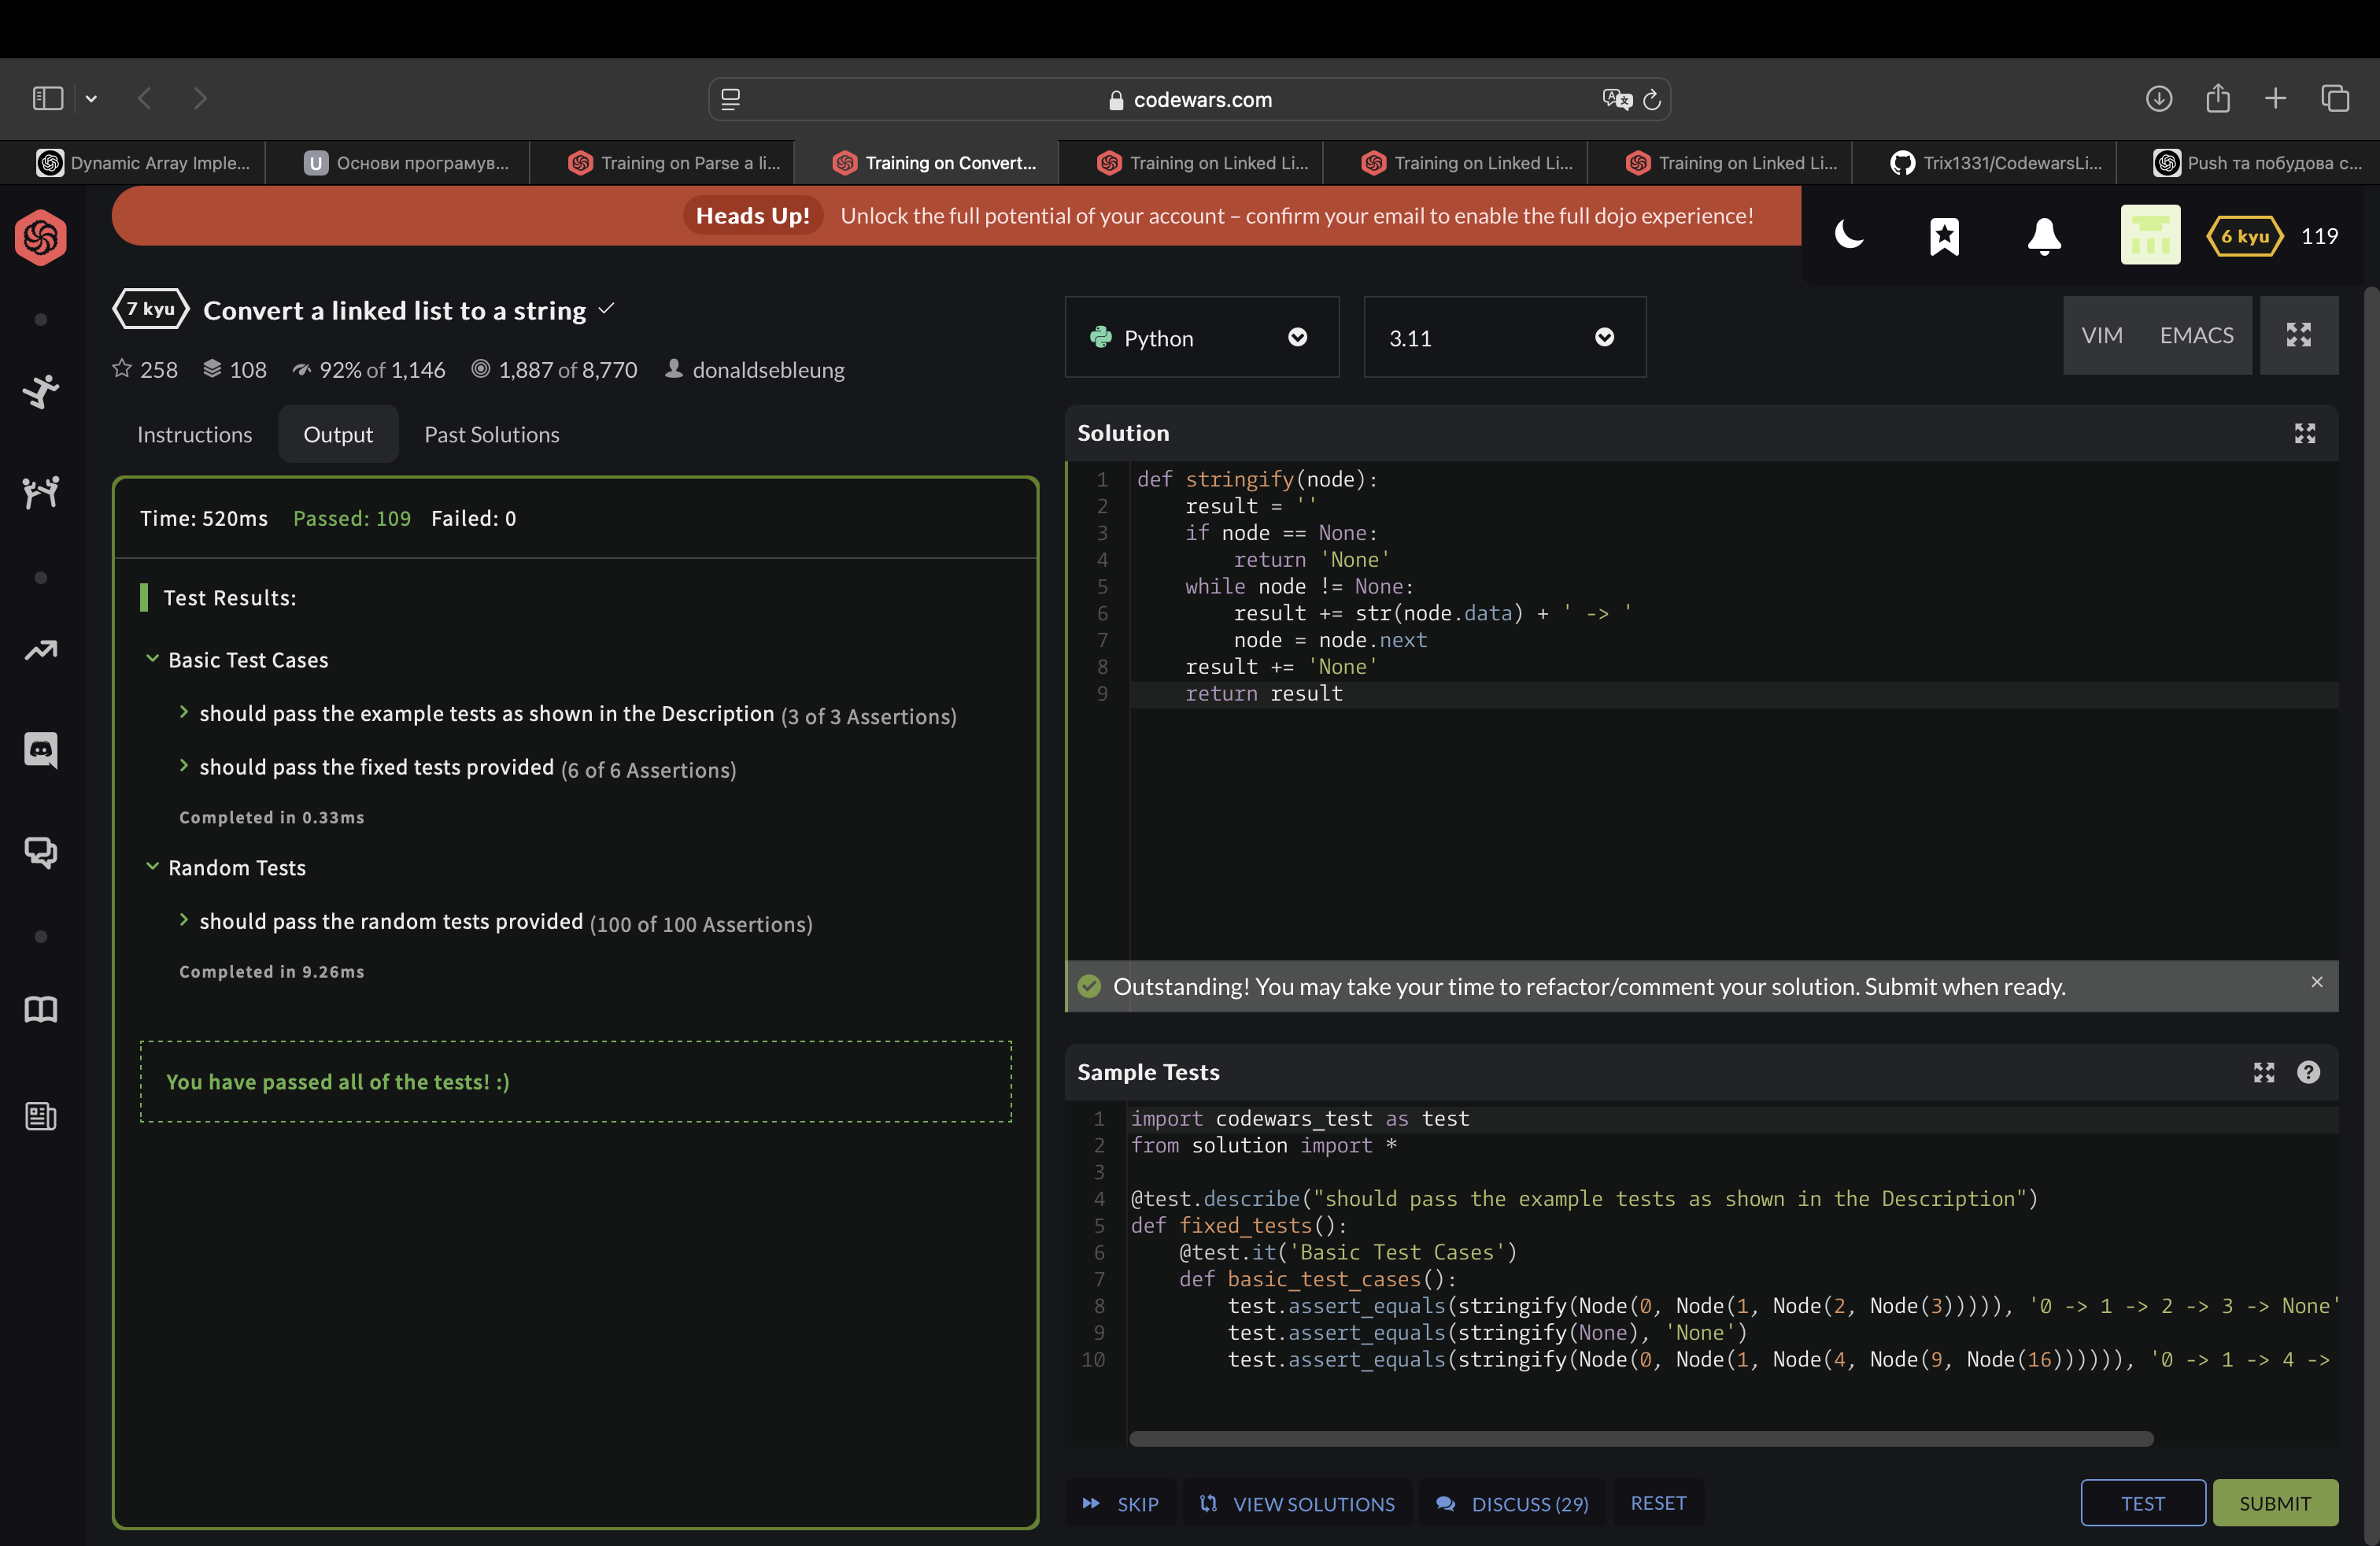 codewars.com
Dynamic Array Imple...
U Основи програмув...
Training on Parse a li...
Training on Convert...
Training on Linked Li...
Training on Linked Li...
Training on Linked Li...
Trix1331/CodewarsLi...
Push та побудова с...
Heads Up! Unlock the full potential of your account – confirm your email to enable the full dojo experience!
6 kyu 119
7 kyu Convert a linked list to a string
258 108 92% of 1,146 1,887 of 8,770 donaldsebleung
Instructions Output Past Solutions
Time: 520ms Passed: 109 Failed: 0
Test Results:
Basic Test Cases
should pass the example tests as shown in the Description (3 of 3 Assertions)
should pass the fixed tests provided (6 of 6 Assertions)
Completed in 0.33ms
Random Tests
should pass the random tests provided (100 of 100 Assertions)
Completed in 9.26ms
You have passed all of the tests! :)
Python 3.11 VIM EMACS
Solution
1 def stringify(node):
2     result = ''
3     if node == None:
4         return 'None'
5     while node != None:
6         result += str(node.data) + ' -> '
7         node = node.next
8     result += 'None'
9     return result
Outstanding! You may take your time to refactor/comment your solution. Submit when ready.
Sample Tests
1 import codewars_test as test
2 from solution import *
3
4 @test.describe("should pass the example tests as shown in the Description")
5 def fixed_tests():
6     @test.it('Basic Test Cases')
7     def basic_test_cases():
8         test.assert_equals(stringify(Node(0, Node(1, Node(2, Node(3))))), '0 -> 1 -> 2 -> 3 -> None'
9         test.assert_equals(stringify(None), 'None')
10         test.assert_equals(stringify(Node(0, Node(1, Node(4, Node(9, Node(16)))))), '0 -> 1 -> 4 ->
SKIP VIEW SOLUTIONS DISCUSS (29) RESET TEST SUBMIT